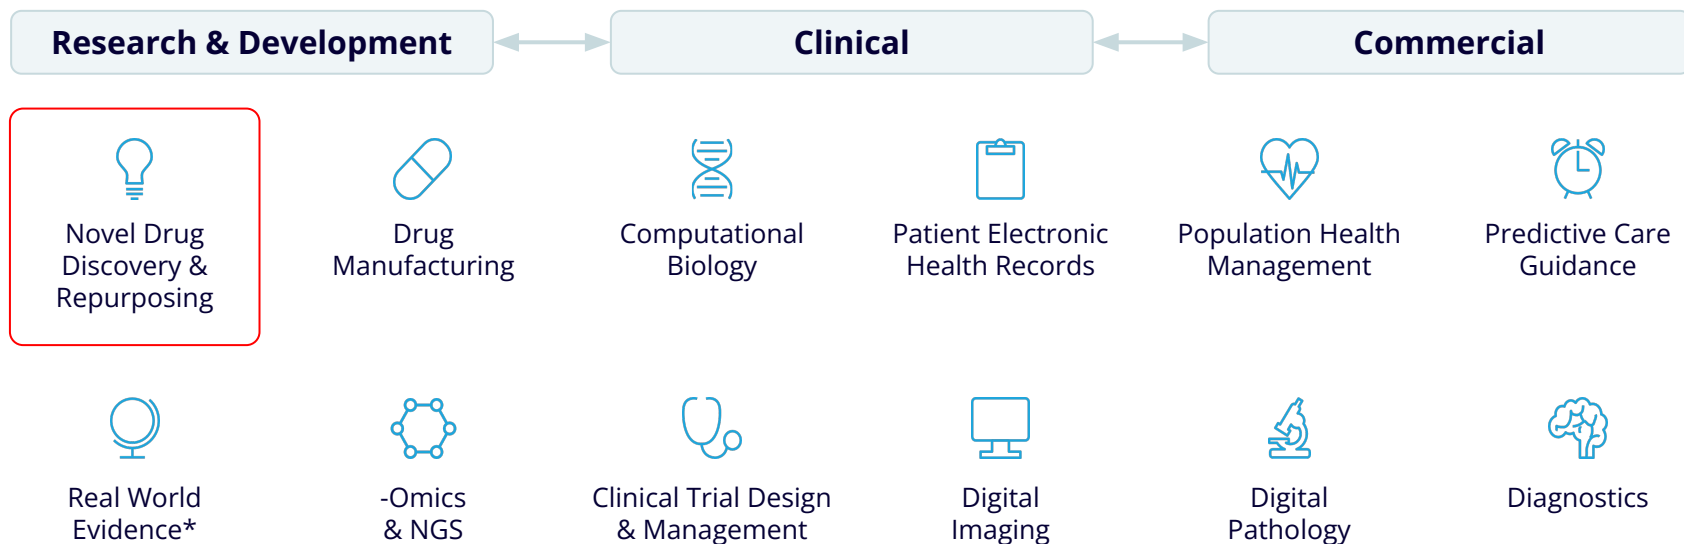 Research & Development
Clinical
Commercial
Novel Drug
Discovery &
Repurposing
Drug
Manufacturing
Computational
Biology
Patient Electronic
Health Records
Population Health
Management
Predictive Care
Guidance
Real World
Evidence*
-Omics
& NGS
Clinical Trial Design
& Management
Digital
Imaging
Digital
Pathology
Diagnostics